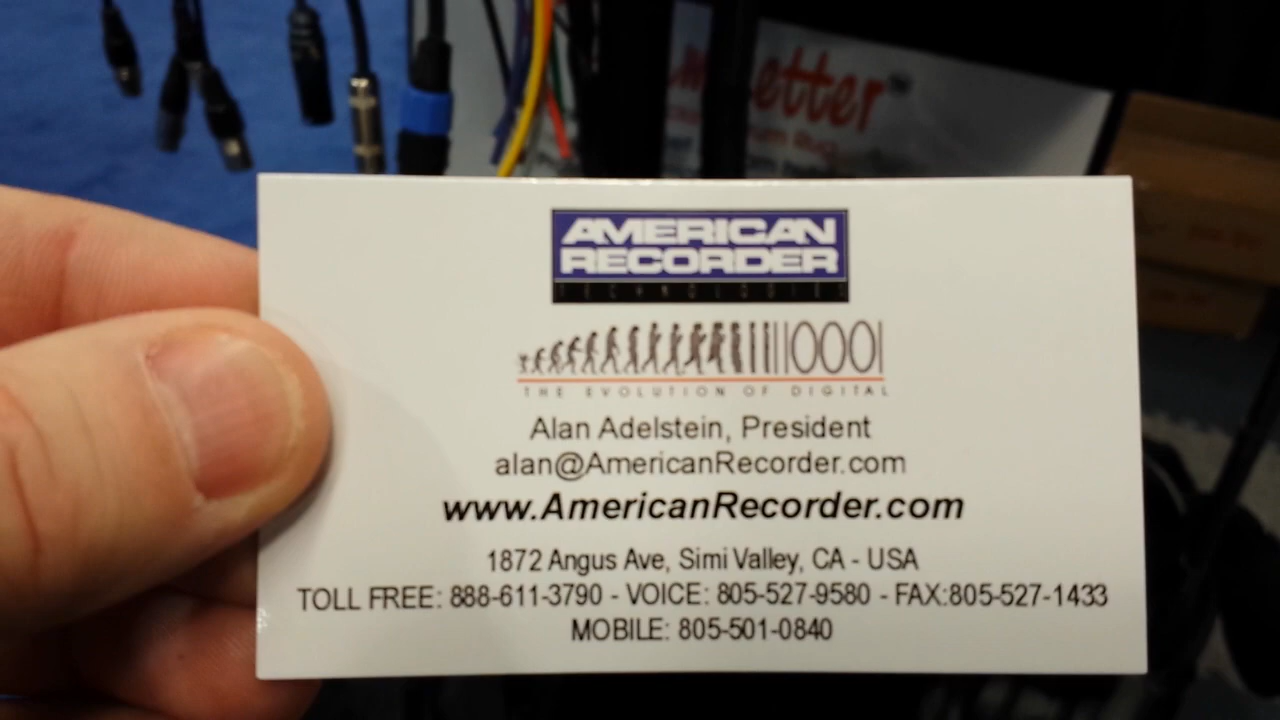 etter
AMERICAN
RECORDER
TECHNOLOGIES
THE EVOLUTION OF DIGITAL
Alan Adelstein, President
alan@AmericanRecorder.com
www.AmericanRecorder.com
1872 Angus Ave, Simi Valley, CA - USA
TOLL FREE: 888-611-3790 - VOICE: 805-527-9580 - FAX:805-527-1433
MOBILE: 805-501-0840